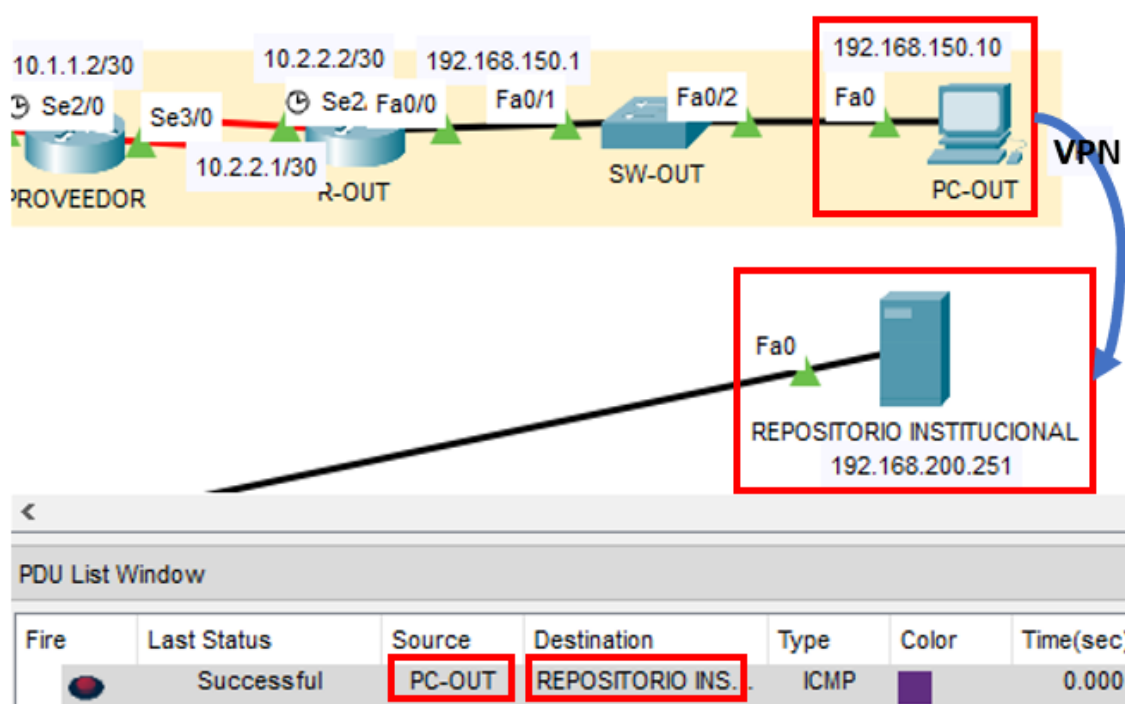 10.1.1.2/30
10.2.2.2/30
192.168.150.1
192.168.150.10
Se2/0
Se3/0
Se2
Fa0/0
Fa0/1
Fa0/2
Fa0
VPN
10.2.2.1/30
PROVEEDOR
R-OUT
SW-OUT
PC-OUT
Fa0
REPOSITORIO INSTITUCIONAL
192.168.200.251
<
PDU List Window
Fire Last Status Source Destination Type Color Time(sec)
Successful PC-OUT REPOSITORIO INS... ICMP 0.000